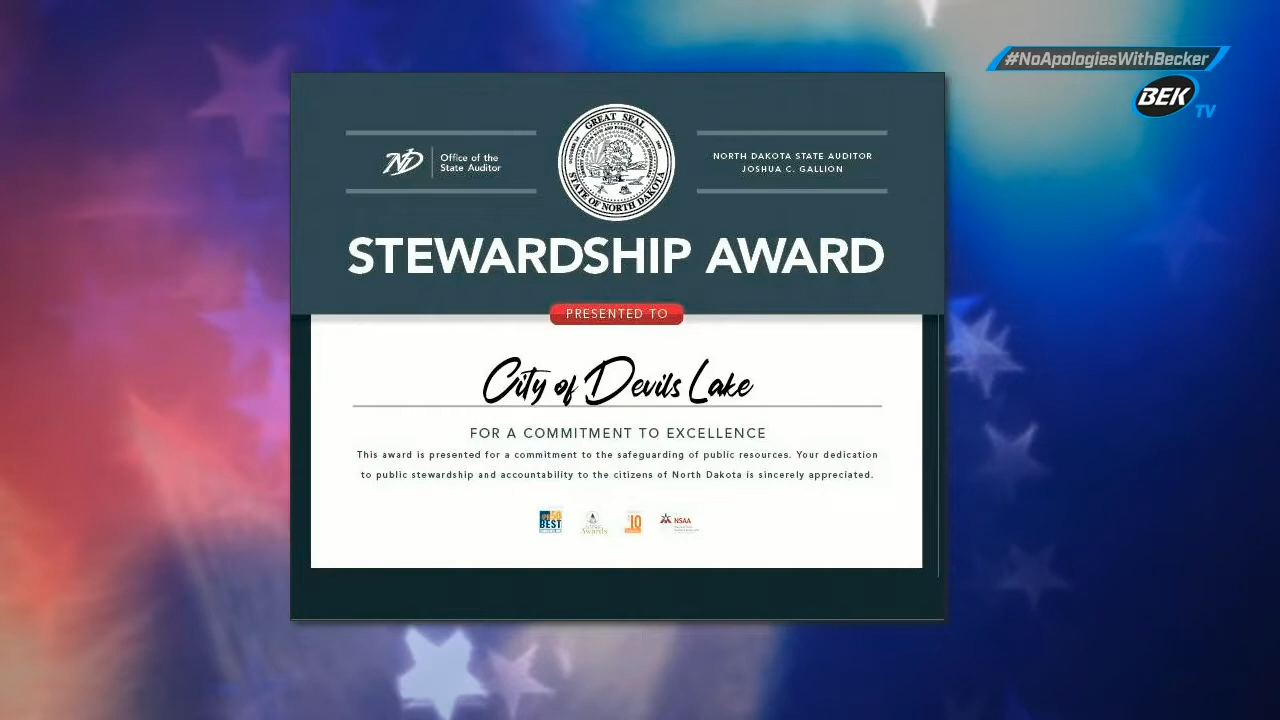 #NoApologiesWithBecker
BEK TV
ND
Office of the
State Auditor
GREAT SEAL
STATE OF NORTH DAKOTA
NORTH DAKOTA STATE AUDITOR
JOSHUA C. GALLION
STEWARDSHIP AWARD
PRESENTED TO
City of Devils Lake
FOR A COMMITMENT TO EXCELLENCE
This award is presented for a commitment to the safeguarding of public resources. Your dedication
to public stewardship and accountability to the citizens of North Dakota is sincerely appreciated.
BEST
Awards
10
NSAA